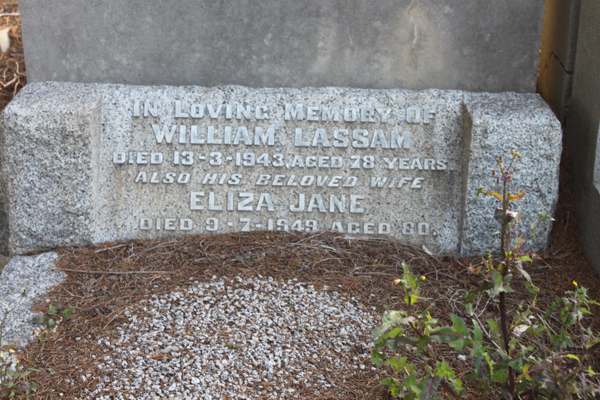 IN LOVING MEMORY OF
WILLIAM LASSAM
DIED 13-3-1943, AGED 78 YEARS.
ALSO HIS BELOVED WIFE
ELIZA JANE
DIED 9-7-1949 AGED 80.